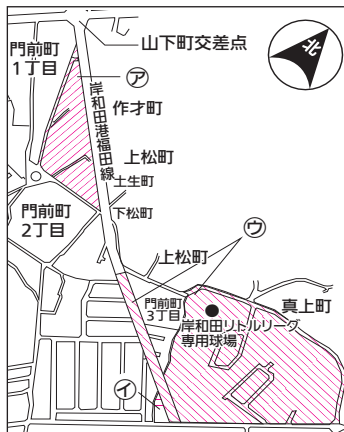 山下町交差点
北
門前町
1丁目
㋐
作才町
岸和田港福田線
上松町
土生町
下松町
門前町
2丁目
㋒
上松町
門前町
3丁目
真上町
岸和田リトルリーグ
専用球場
㋑